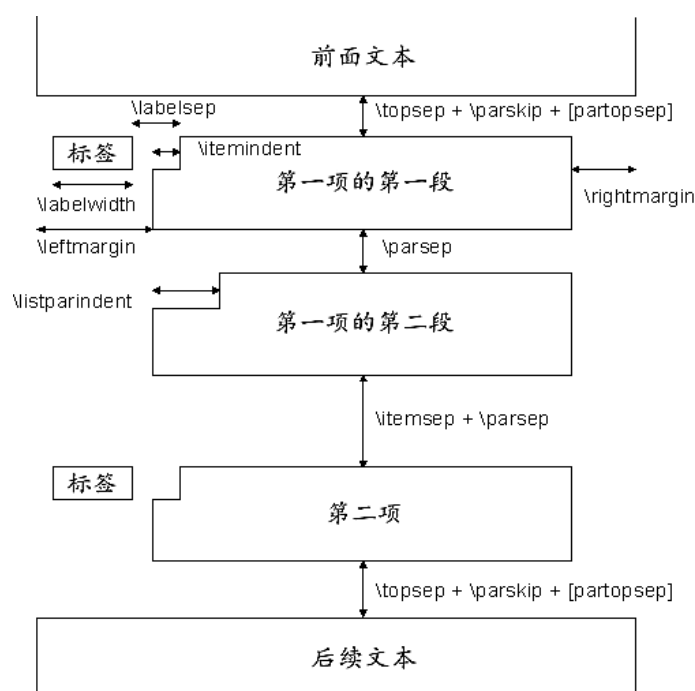 前面文本
\labelsep
\topsep + \parskip + [partopsep]
标签
\itemindent
第一项的第一段
\labelwidth
\rightmargin
\leftmargin
\parsep
\listparindent
第一项的第二段
\itemsep + \parsep
标签
第二项
\topsep + \parskip + [partopsep]
后续文本